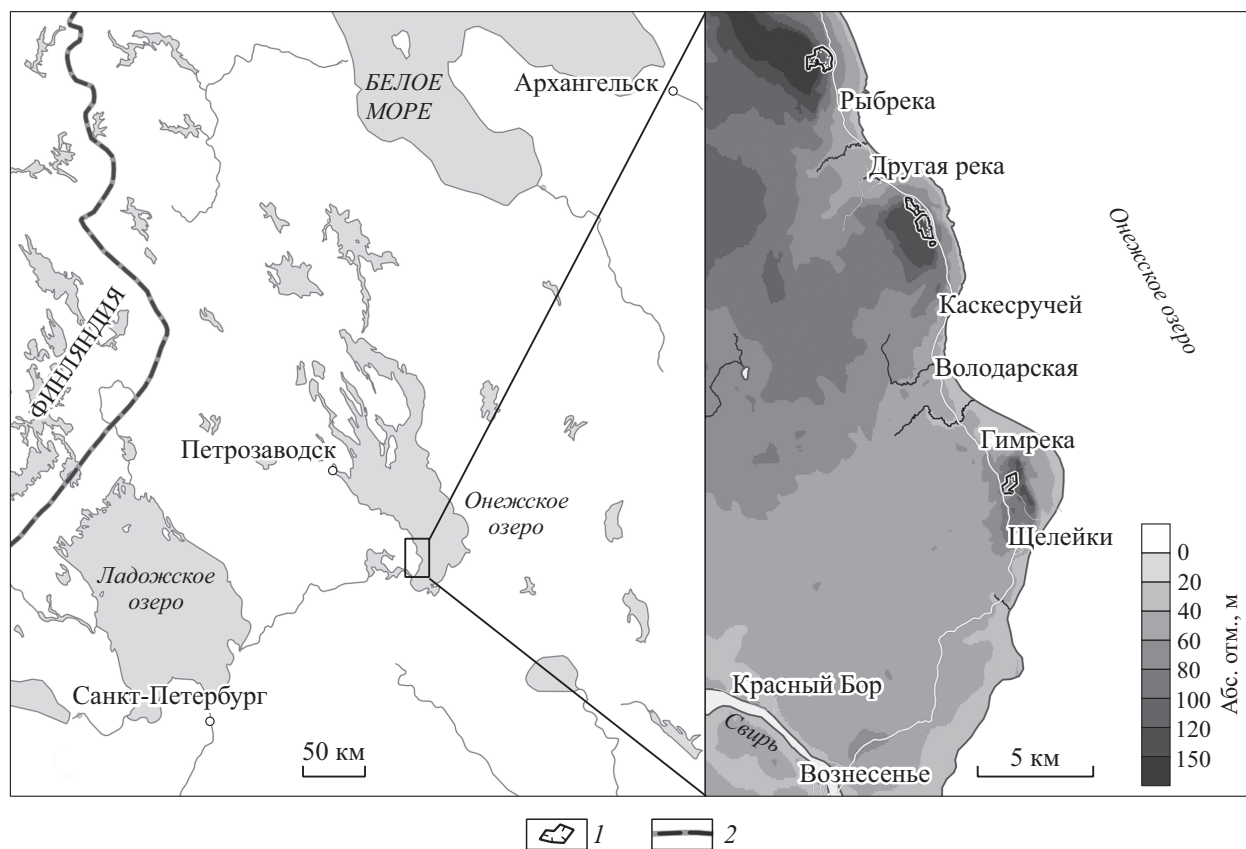 БЕЛОЕ
МОРЕ
Архангельск
ФИНЛЯНДИЯ
Петрозаводск
Онежское
озеро
Ладожское
озеро
Санкт-Петербург
50 км
Рыбрека
Другая река
Онежское озеро
Каскесручей
Володарская
Гимрека
Щелейки
Красный Бор
Свирь
Вознесенье
5 км
0
20
40
60
80
100
120
150
Абс. отм., м
1
2